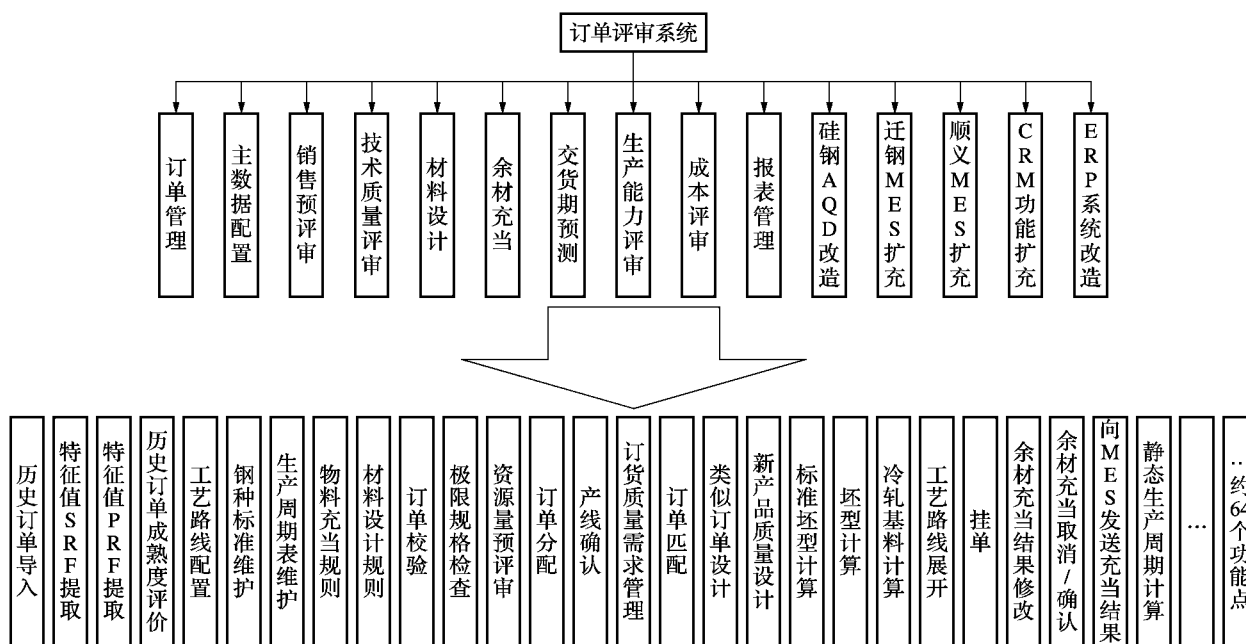 订单评审系统
订单管理
主数据配置
销售预评审
技术质量评审
材料设计
余材充当
交货期预测
生产能力评审
成本评审
报表管理
硅钢AQD改造
迁钢MES扩充
顺义MES扩充
CRM功能扩充
ERP系统改造
历史订单导入
特征值SRF提取
特征值PRF提取
历史订单成熟度评价
工艺路线配置
钢种标准维护
生产周期表维护
物料充当规则
材料设计规则
订单校验
极限规格检查
资源量预评审
订单分配
产线确认
订货质量需求管理
订单匹配
类似订单设计
新产品质量设计
标准坯型计算
坯型计算
冷轧基料计算
工艺路线展开
挂单
余材充当结果修改
余材充当取消/确认
向MES发送充当结果
静态生产周期计算
…
…约64个功能点